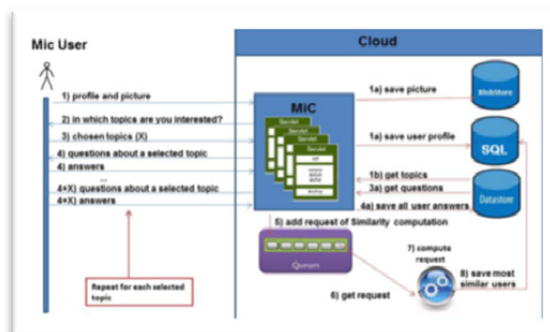 Mic User
Cloud
1) profile and picture
2) in which topics are you interested?
3) chosen topics (X)
4) questions about a selected topic
4) answers
...
4+X) questions about a selected topic
4+X) answers
Repeat for each selected
topic
MiC
Servlet
Servlet
Servlet
Servlet
1a) save picture
BlobStore
1a) save user profile
SQL
1b) get topics
3a) get questions
4a) save all user answers
Datastore
5) add request of Similarity computation
Queues
7) compute
request
6) get request
8) save most
similar users